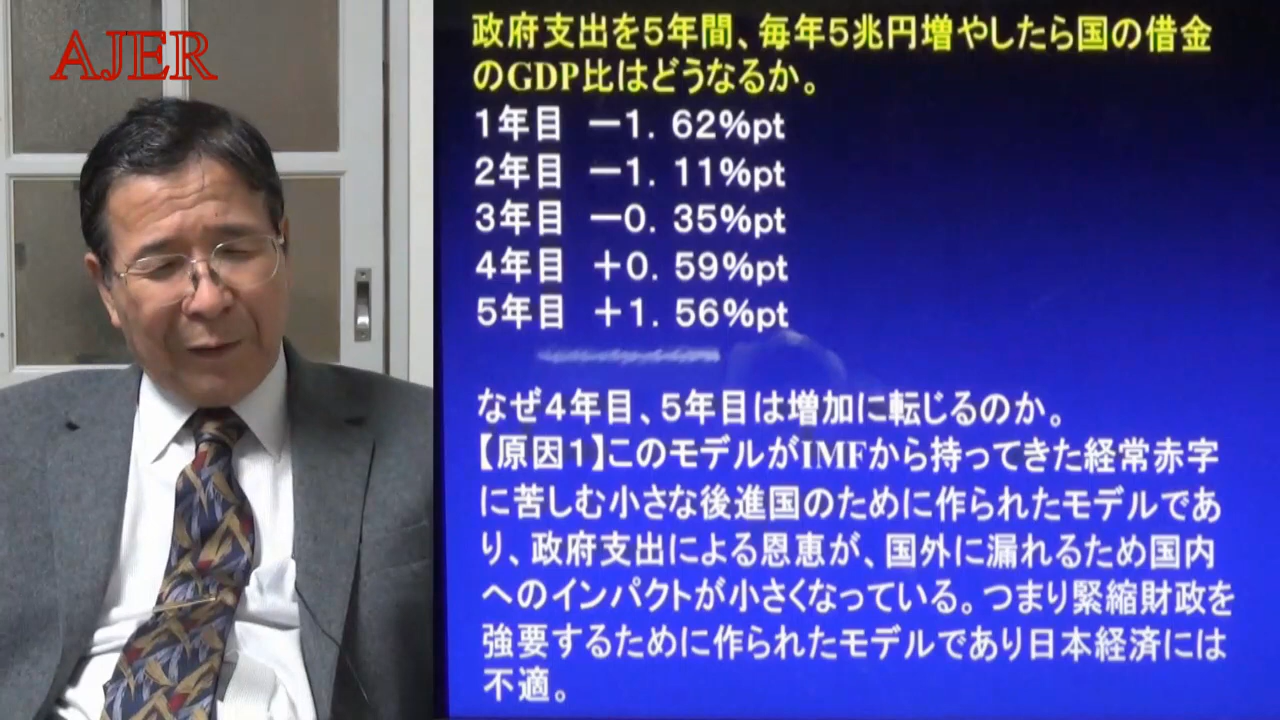 AJER
政府支出を5年間、毎年5兆円増やしたら国の借金
のGDP比はどうなるか。
1年目 －1．62%pt
2年目 －1．11%pt
3年目 －0．35%pt
4年目 ＋0．59%pt
5年目 ＋1．56%pt
なぜ4年目、5年目は増加に転じるのか。
【原因1】このモデルがIMFから持ってきた経常赤字
に苦しむ小さな後進国のために作られたモデルであ
り、政府支出による恩恵が、国外に漏れるため国内
へのインパクトが小さくなっている。つまり緊縮財政を
強要するために作られたモデルであり日本経済には
不適。